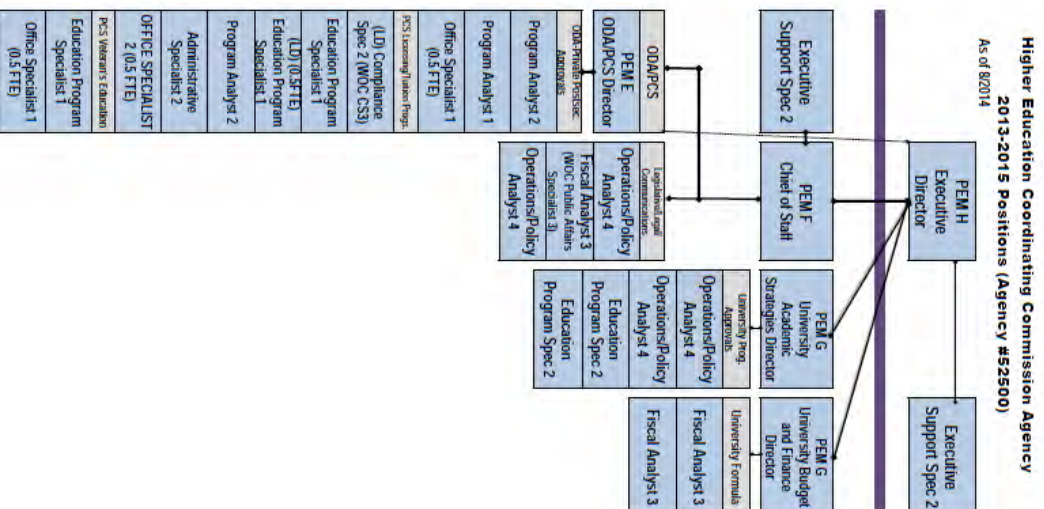 Higher Education Coordinating Commission Agency
2013-2015 Positions (Agency #52500)
As of 8/2014
PEM H
Executive
Director
Executive
Support Spec 2
Executive
Support Spec 2
PEM F
Chief of Staff
PEM G
University
Academic
Strategies Director
PEM G
University Budget
and Finance
Director
ODA/PCS
PEM E
ODA/PCS Director
ODA-Private Postsec.
Approvals
Program Analyst 2
Program Analyst 1
Office Specialist 1
(0.5 FTE)
PCS Licensing/Tuition Progs.
(LD) Compliance
Spec 2 (WOC CS3)
Education Program
Specialist 1
(LD) (0.5FTE)
Education Program
Specialist 1
Program Analyst 2
Administrative
Specialist 2
OFFICE SPECIALIST
2 (0.5 FTE)
PCS Veteran's Education
Education Program
Specialist 1
Office Specialist 1
(0.5 FTE)
Legislative/Legal/
Communications
Operations/Policy
Analyst 4
Fiscal Analyst 3
(WOC Public Affairs
Specialist 3)
Operations/Policy
Analyst 4
University Prog.
Approvals
Operations/Policy
Analyst 4
Operations/Policy
Analyst 4
Education
Program Spec 2
Education
Program Spec 2
University Formula
Fiscal Analyst 3
Fiscal Analyst 3